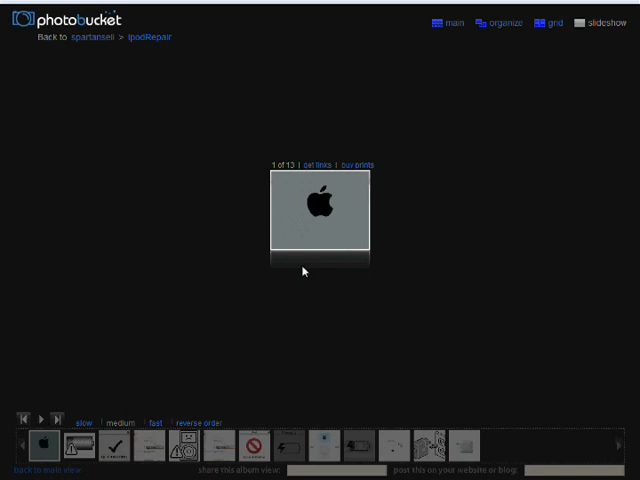 photobucket
main organize grid slideshow
Back to spartansell > IpodRepair
1 of 13 | get links | buy prints
slow | medium | fast | reverse order
back to main view share this album view: post this on your website or blog: